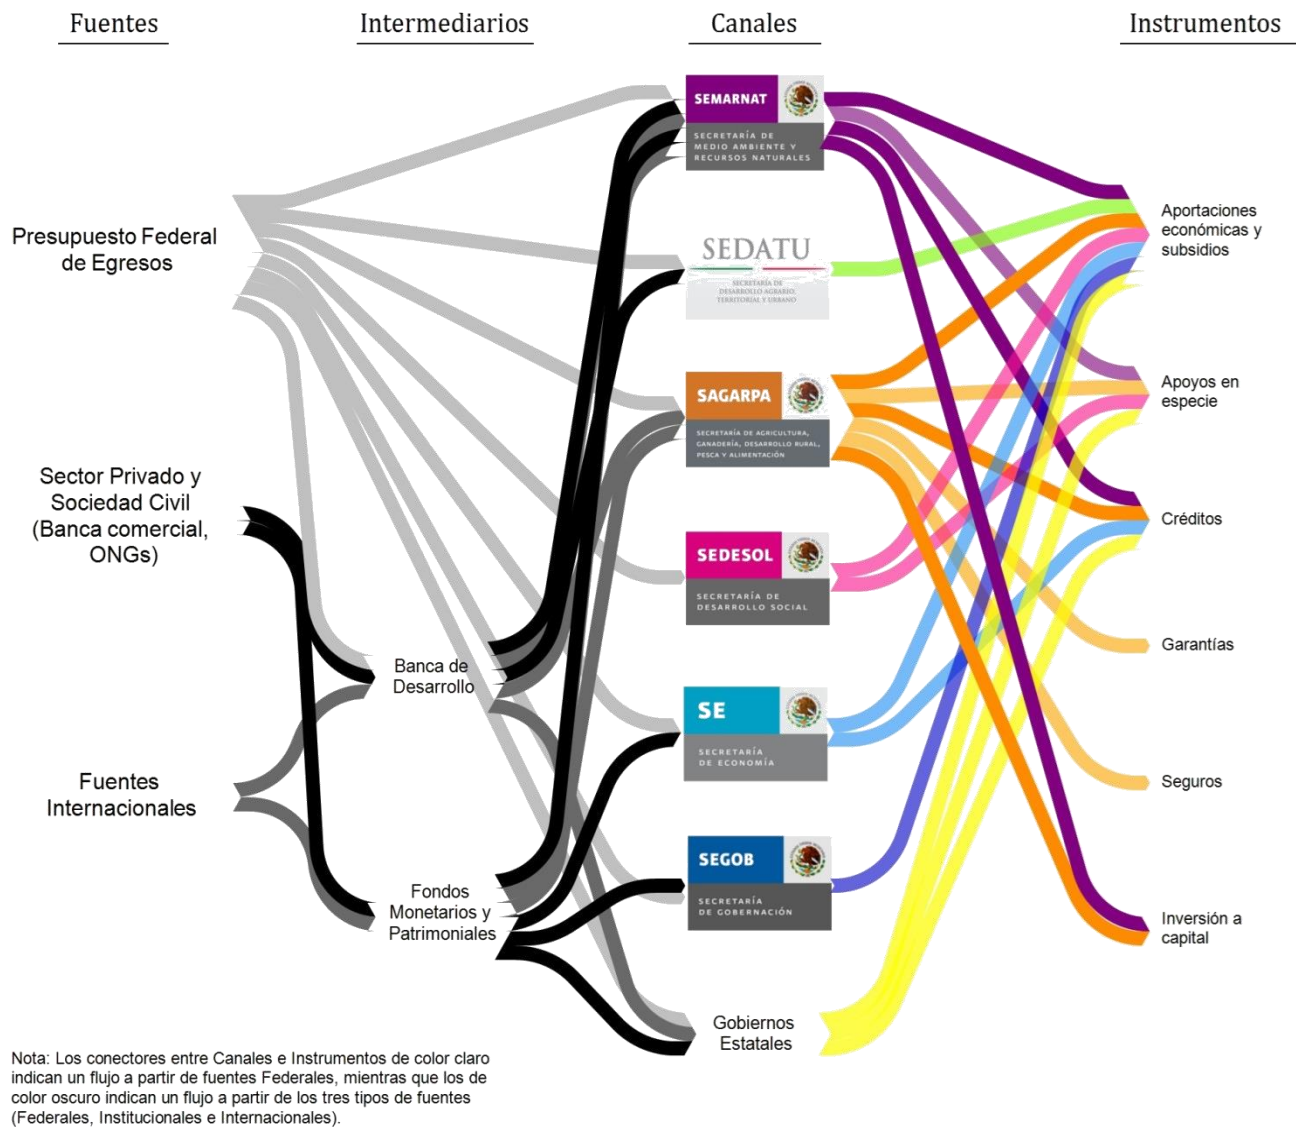 Fuentes
Intermediarios
Canales
Instrumentos
Presupuesto Federal
de Egresos
Sector Privado y
Sociedad Civil
(Banca comercial,
ONGs)
Fuentes
Internacionales
Banca de
Desarrollo
Fondos
Monetarios y
Patrimoniales
SEMARNAT
SECRETARÍA DE
MEDIO AMBIENTE Y
RECURSOS NATURALES
SEDATU
SECRETARÍA DE
DESARROLLO AGRARIO,
TERRITORIAL Y URBANO
SAGARPA
SECRETARÍA DE AGRICULTURA,
GANADERÍA, DESARROLLO RURAL,
PESCA Y ALIMENTACIÓN
SEDESOL
SECRETARÍA DE
DESARROLLO SOCIAL
SE
SECRETARÍA
DE ECONOMÍA
SEGOB
SECRETARÍA
DE GOBERNACIÓN
Gobiernos
Estatales
Aportaciones
económicas y
subsidios
Apoyos en
especie
Créditos
Garantías
Seguros
Inversión a
capital
Nota: Los conectores entre Canales e Instrumentos de color claro
indican un flujo a partir de fuentes Federales, mientras que los de
color oscuro indican un flujo a partir de los tres tipos de fuentes
(Federales, Institucionales e Internacionales).